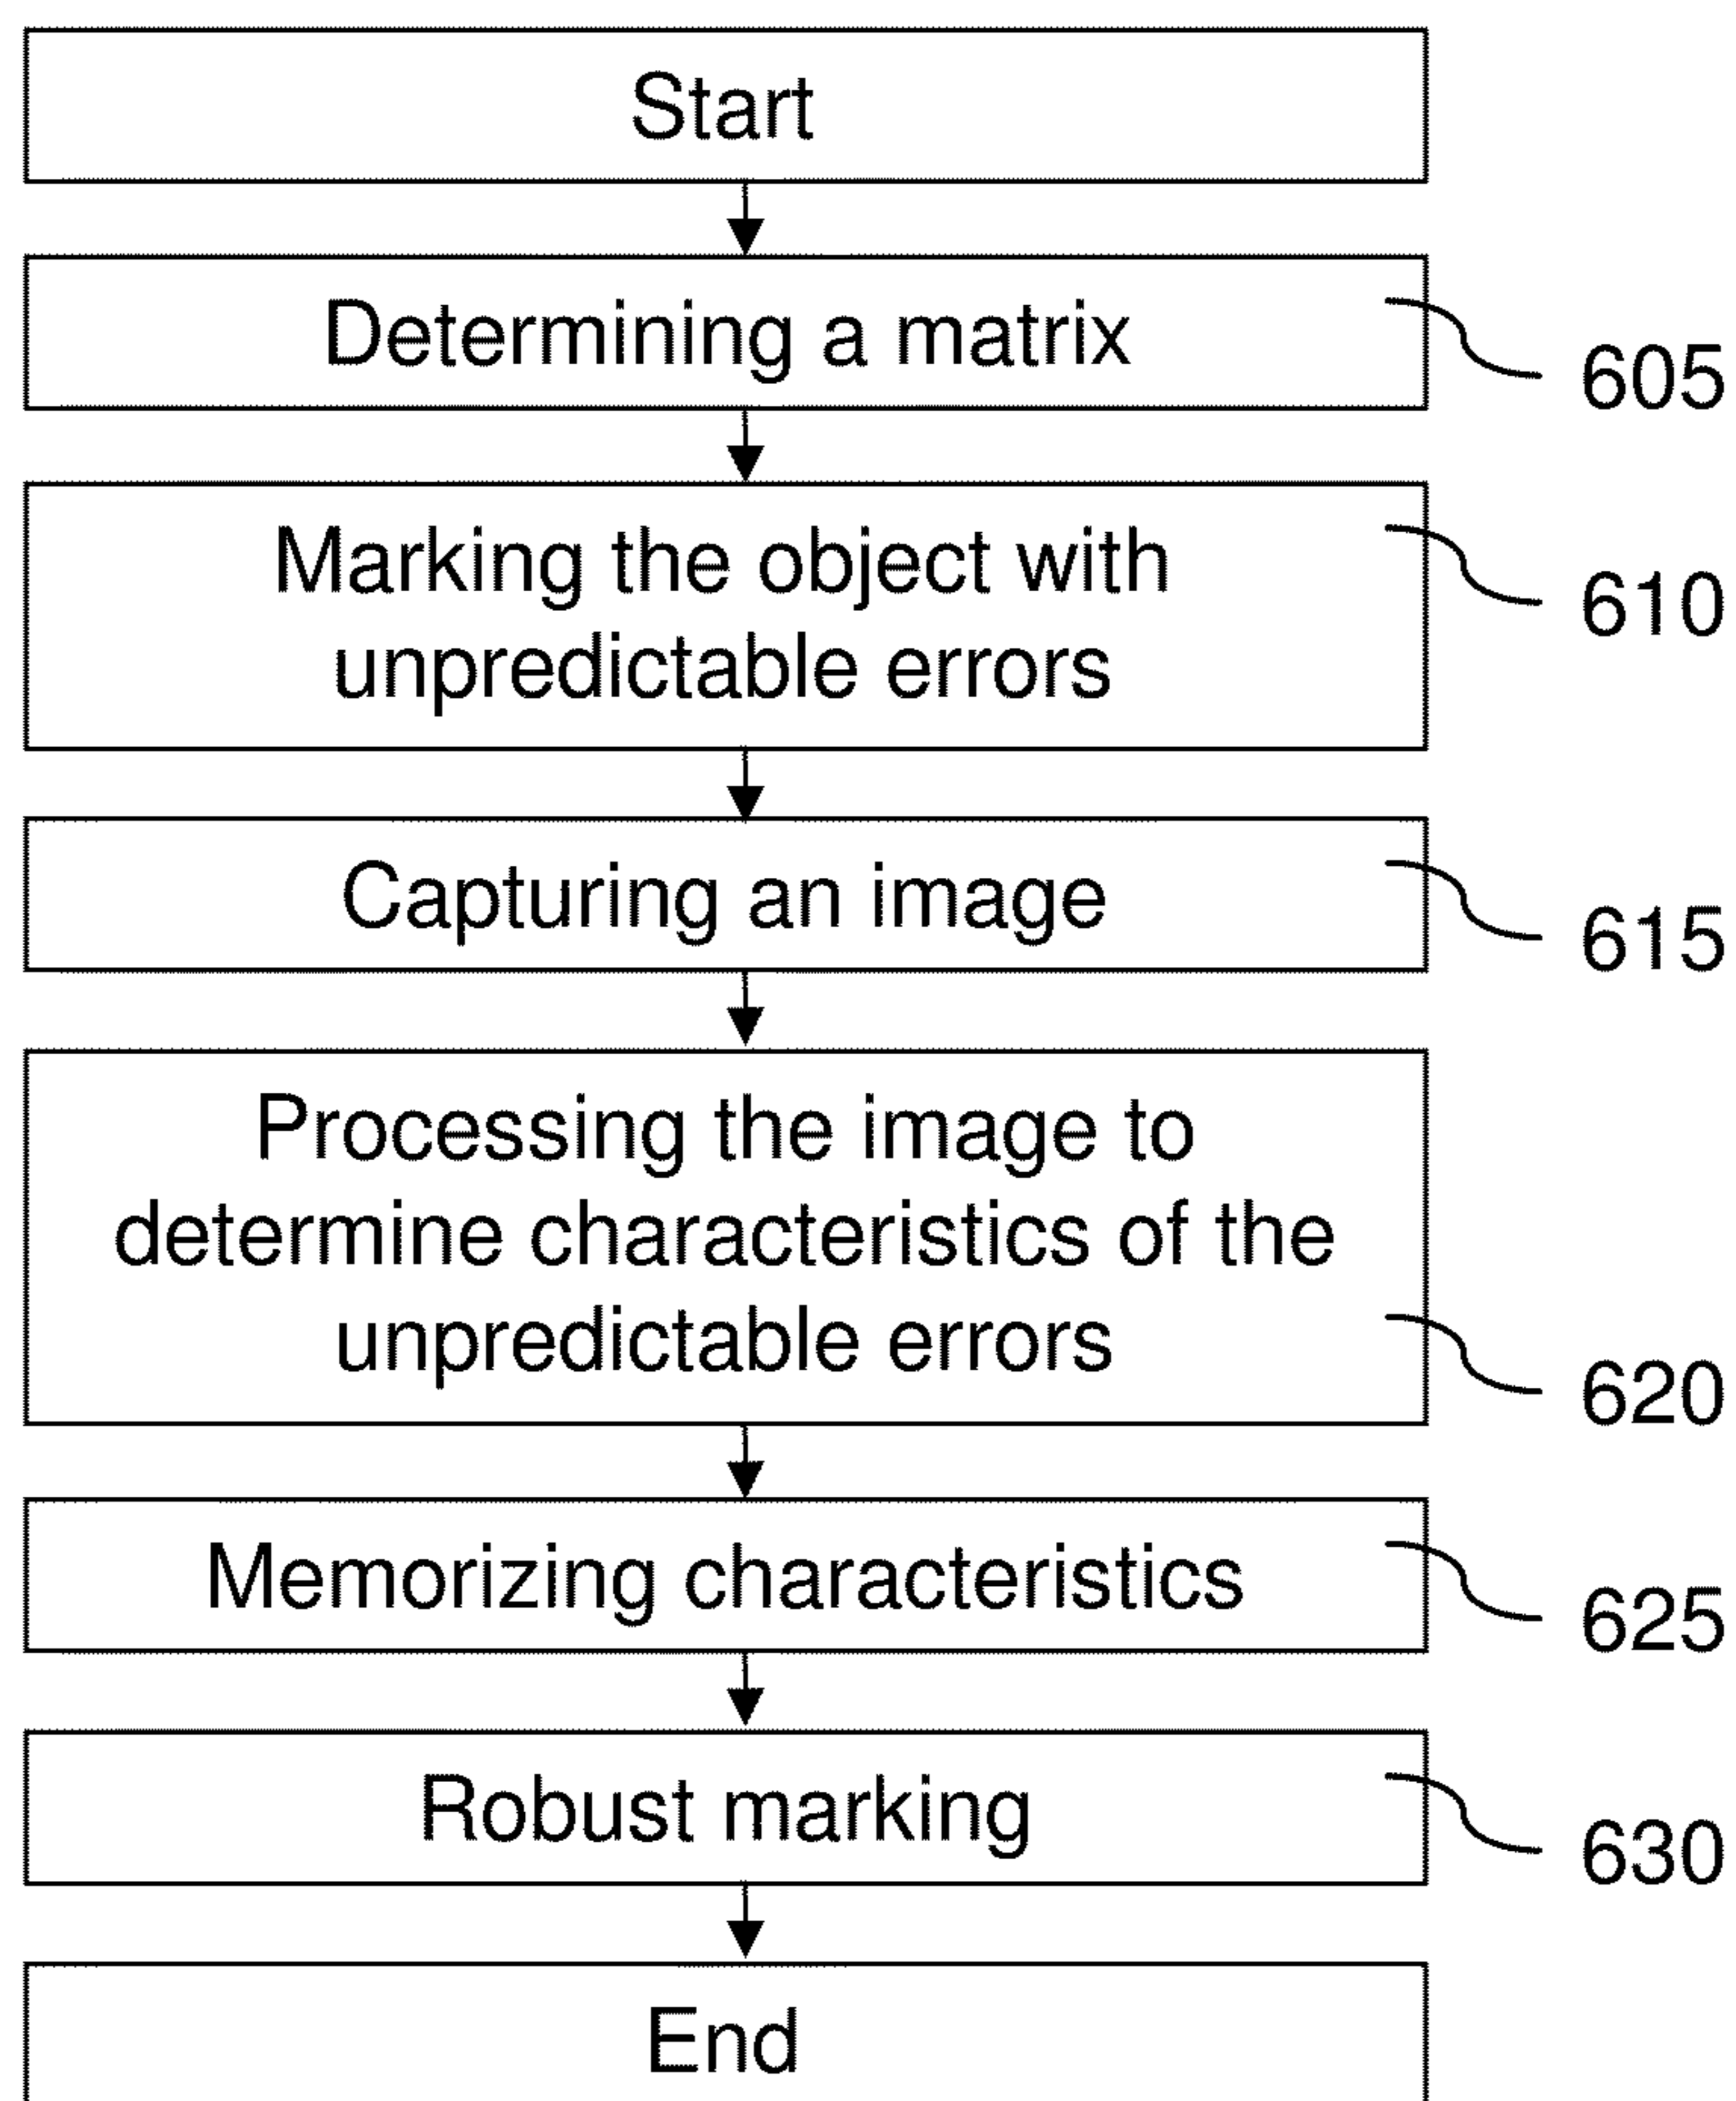 Start
Determining a matrix
605
Marking the object with
unpredictable errors
610
Capturing an image
615
Processing the image to
determine characteristics of the
unpredictable errors
620
Memorizing characteristics
625
Robust marking
630
End